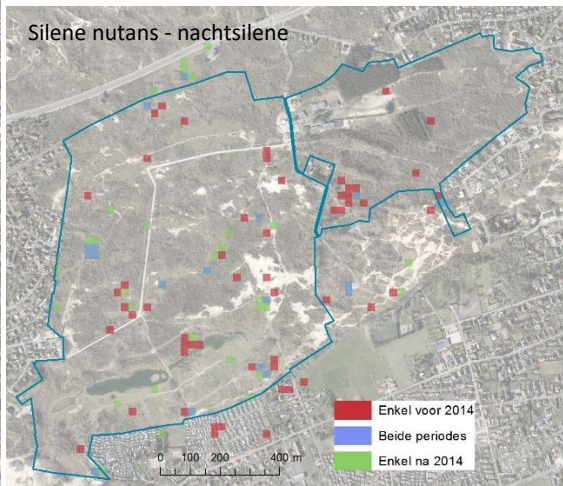 Silene nutans - nachtsilene
Enkel voor 2014
Beide periodes
Enkel na 2014
0 100 200 400 m